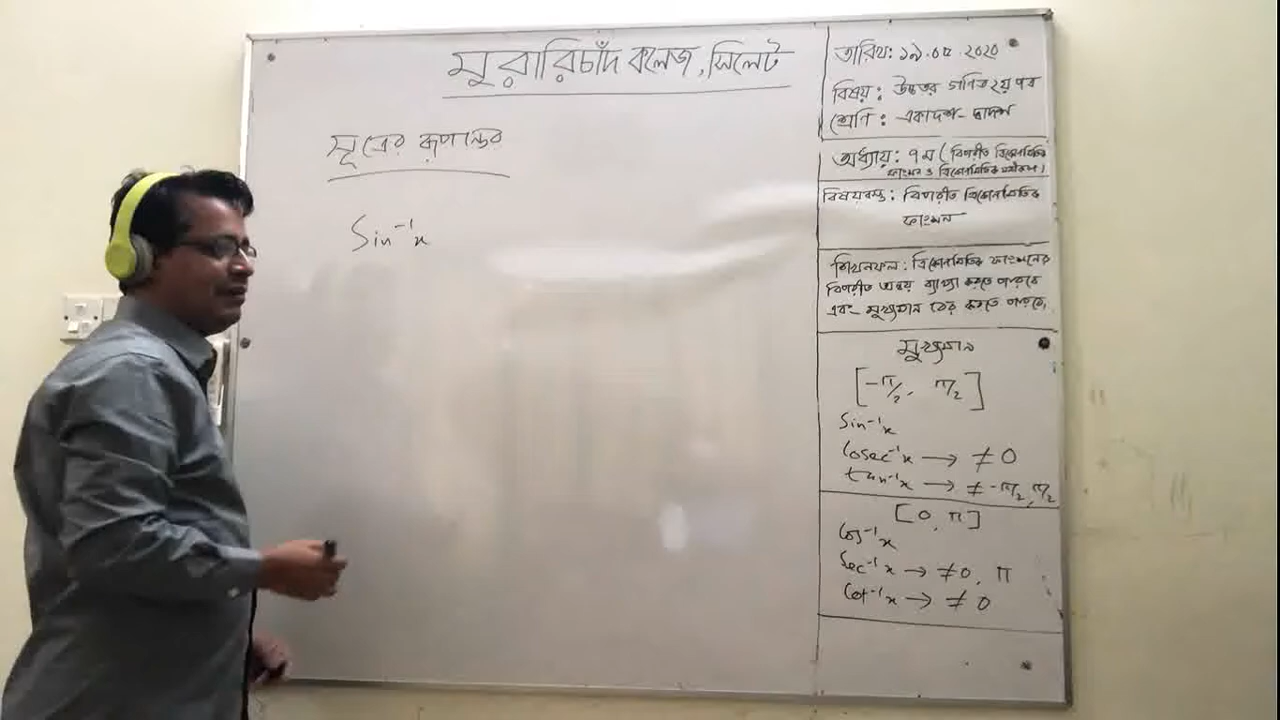 মুরারিচাঁদ কলেজ, সিলেট
সূত্রের রূপান্তর
Sin⁻¹x
তারিখ: ১৯.০৫ ২০২০
বিষয়: উচ্চতর গণিত ২য় পত্র
শ্রেণি: একাদশ - দ্বাদশ
অধ্যায়: ৭ম (বিপরীত ত্রিকোণমিতিক
ফাংশন ও ত্রিকোণমিতিক সমীকরণ)
বিষয়বস্তু: বিপরীত ত্রিকোণমিতিক
ফাংশন
শিখনফল: ত্রিকোণমিতিক ফাংশনের
বিপরীত অন্বয় ব্যাখ্যা করতে পারবে
এবং মুখ্যমান বের করতে পারবে,
মুখ্যমান
[-π/2, π/2]
Sin⁻¹x
Cosec⁻¹x → ≠ 0
tan⁻¹x → ≠ -π/2, π/2
[0, π]
Cos⁻¹x
Sec⁻¹x → ≠ 0, π
Cot⁻¹x → ≠ 0